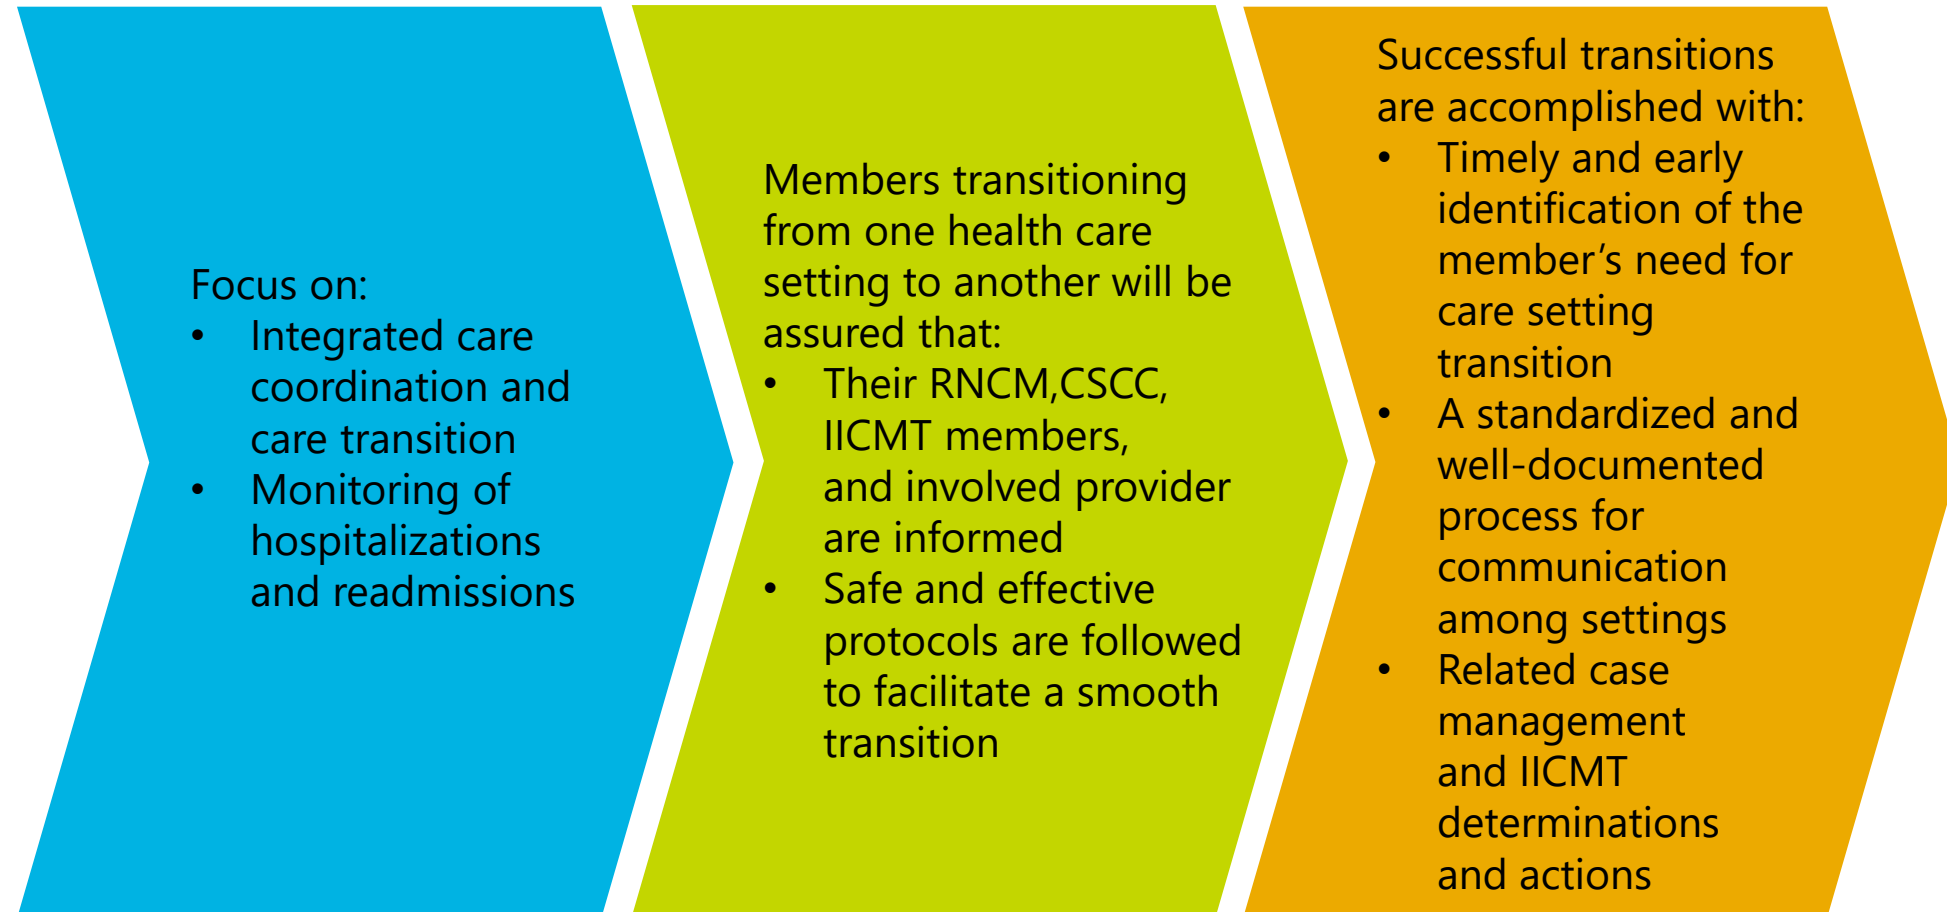 Focus on:
• Integrated care
coordination and
care transition
• Monitoring of
hospitalizations
and readmissions
Members transitioning
from one health care
setting to another will be
assured that:
• Their RNCM,CSCC,
IICMT members,
and involved provider
are informed
• Safe and effective
protocols are followed
to facilitate a smooth
transition
Successful transitions
are accomplished with:
• Timely and early
identification of the
member’s need for
care setting
transition
• A standardized and
well-documented
process for
communication
among settings
• Related case
management
and IICMT
determinations
and actions